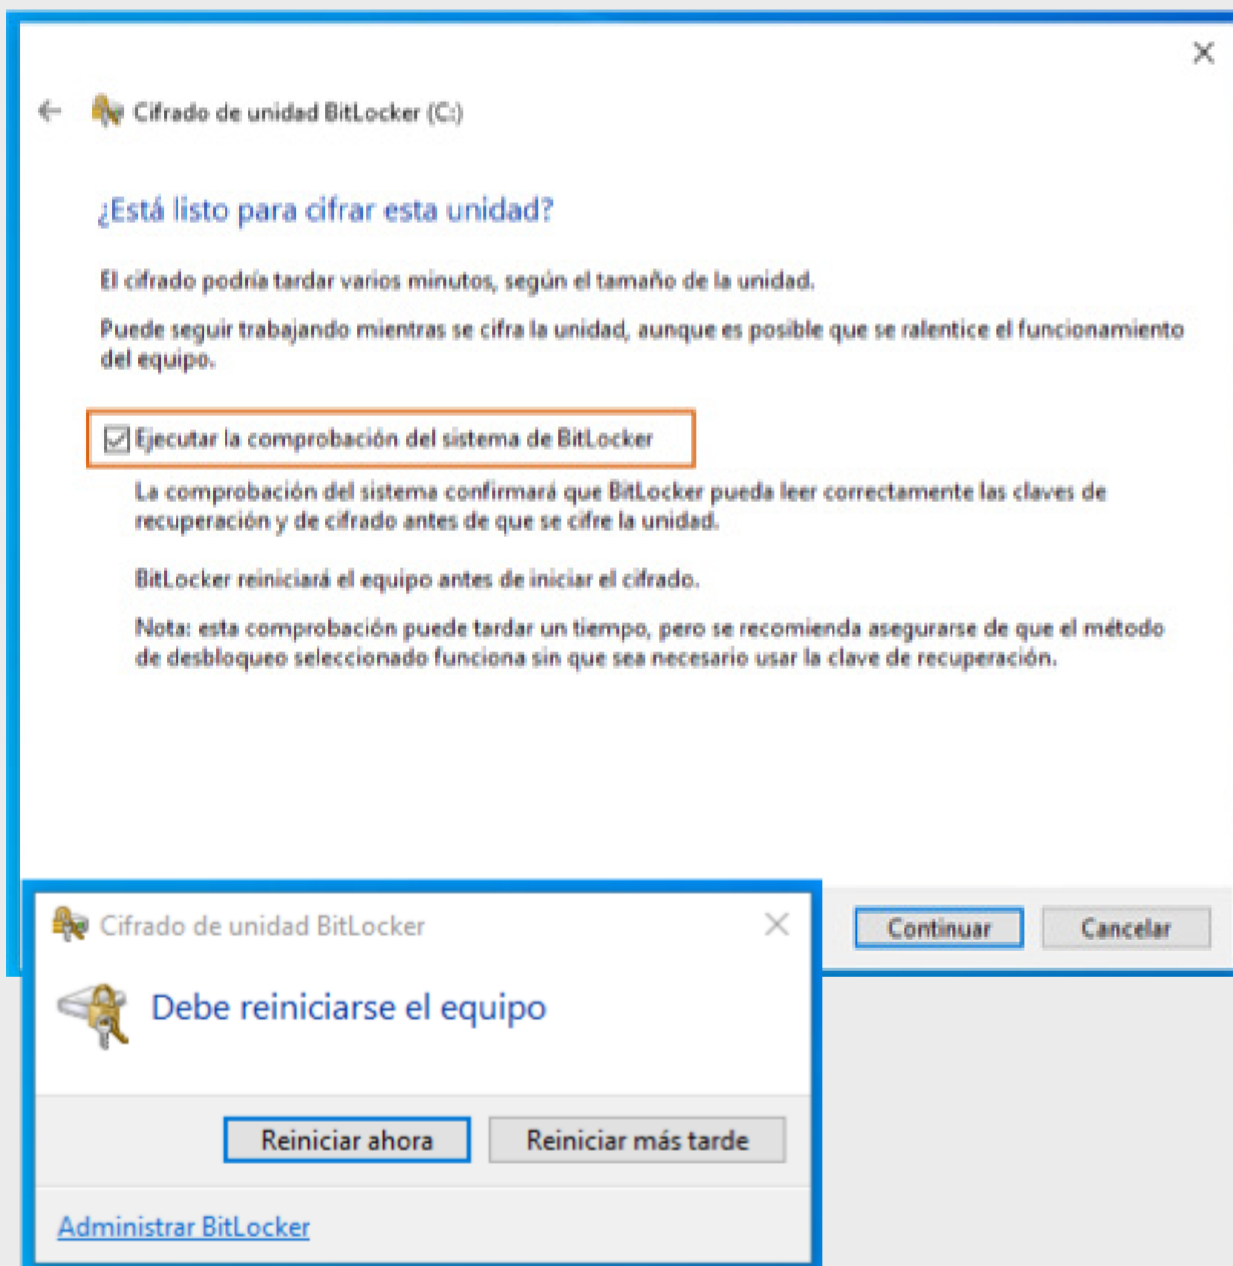 Cifrado de unidad BitLocker (C:)
¿Está listo para cifrar esta unidad?
El cifrado podría tardar varios minutos, según el tamaño de la unidad.
Puede seguir trabajando mientras se cifra la unidad, aunque es posible que se ralentice el funcionamiento
del equipo.
Ejecutar la comprobación del sistema de BitLocker
La comprobación del sistema confirmará que BitLocker pueda leer correctamente las claves de
recuperación y de cifrado antes de que se cifre la unidad.
BitLocker reiniciará el equipo antes de iniciar el cifrado.
Nota: esta comprobación puede tardar un tiempo, pero se recomienda asegurarse de que el método
de desbloqueo seleccionado funciona sin que sea necesario usar la clave de recuperación.
Continuar Cancelar
Cifrado de unidad BitLocker
Debe reiniciarse el equipo
Reiniciar ahora Reiniciar más tarde
Administrar BitLocker